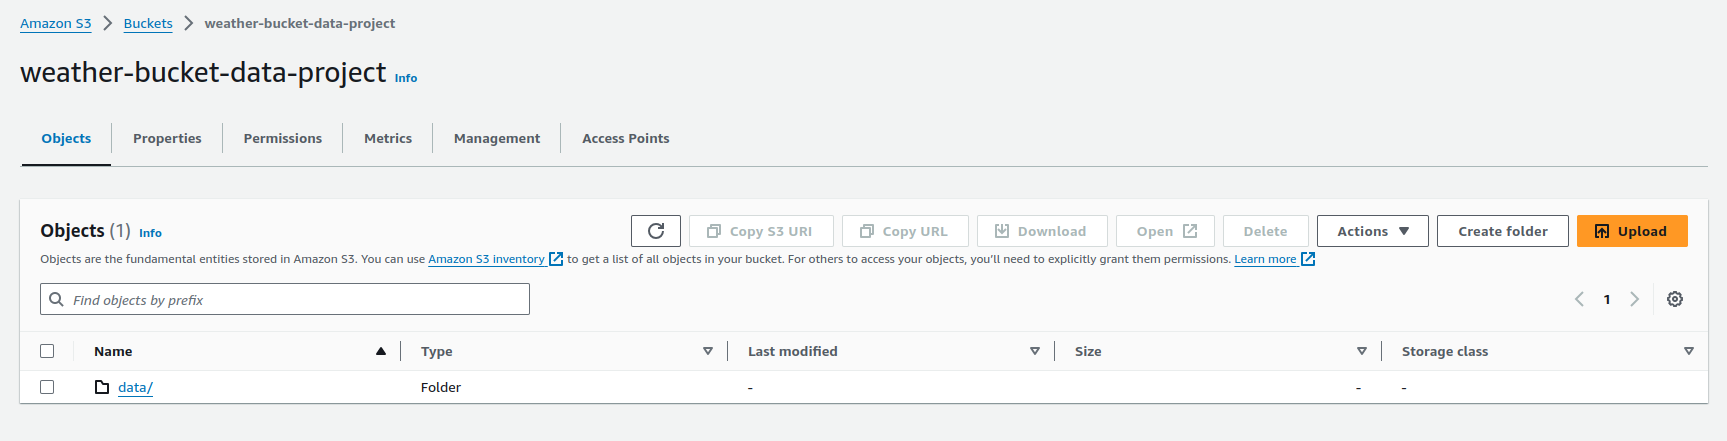 Amazon S3 > Buckets > weather-bucket-data-project
weather-bucket-data-project Info
Objects Properties Permissions Metrics Management Access Points
Objects (1) Info Copy S3 URI Copy URL Download Open Delete Actions Create folder Upload
Objects are the fundamental entities stored in Amazon S3. You can use Amazon S3 inventory to get a list of all objects in your bucket. For others to access your objects, you'll need to explicitly grant them permissions. Learn more
Find objects by prefix 1
Name Type Last modified Size Storage class
data/ Folder - - -